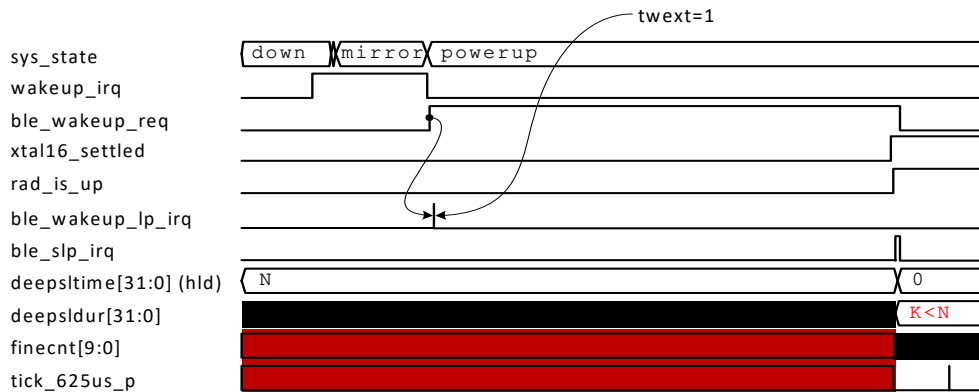 twext=1
sys_state down mirror powerup
wakeup_irq
ble_wakeup_req
xtal16_settled
rad_is_up
ble_wakeup_lp_irq
ble_slp_irq
deepsltime[31:0] (hld) N 0
deepsldur[31:0] K<N
finecnt[9:0]
tick_625us_p